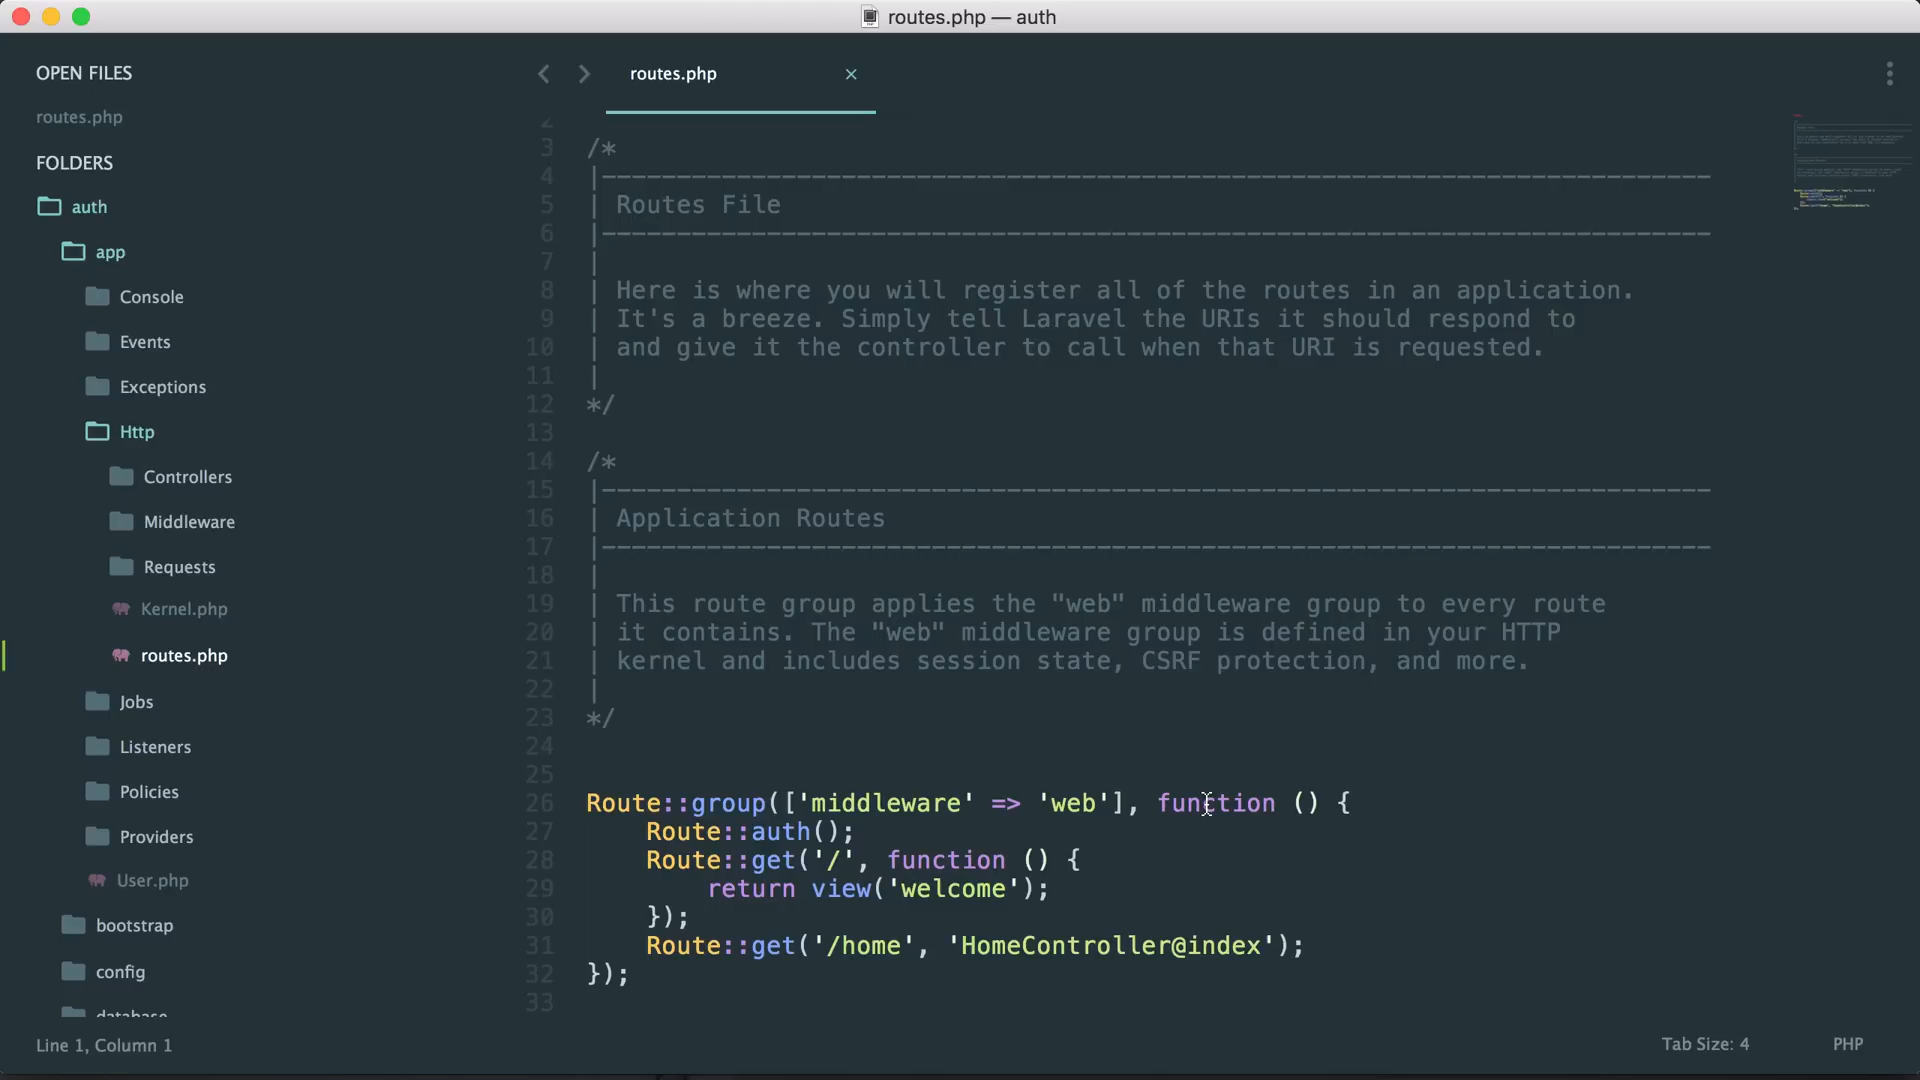 routes.php — auth
OPEN FILES
routes.php
FOLDERS
auth
app
Console
Events
Exceptions
Http
Controllers
Middleware
Requests
Kernel.php
routes.php
Jobs
Listeners
Policies
Providers
User.php
bootstrap
config
database
routes.php ×
2
3 /*
4 |--------------------------------------------------------------------------
5 | Routes File
6 |--------------------------------------------------------------------------
7 |
8 | Here is where you will register all of the routes in an application.
9 | It's a breeze. Simply tell Laravel the URIs it should respond to
10 | and give it the controller to call when that URI is requested.
11 |
12 */
13
14 /*
15 |--------------------------------------------------------------------------
16 | Application Routes
17 |--------------------------------------------------------------------------
18 |
19 | This route group applies the "web" middleware group to every route
20 | it contains. The "web" middleware group is defined in your HTTP
21 | kernel and includes session state, CSRF protection, and more.
22 |
23 */
24
25
26 Route::group(['middleware' => 'web'], function () {
27     Route::auth();
28     Route::get('/', function () {
29         return view('welcome');
30     });
31     Route::get('/home', 'HomeController@index');
32 });
33
Line 1, Column 1
Tab Size: 4
PHP